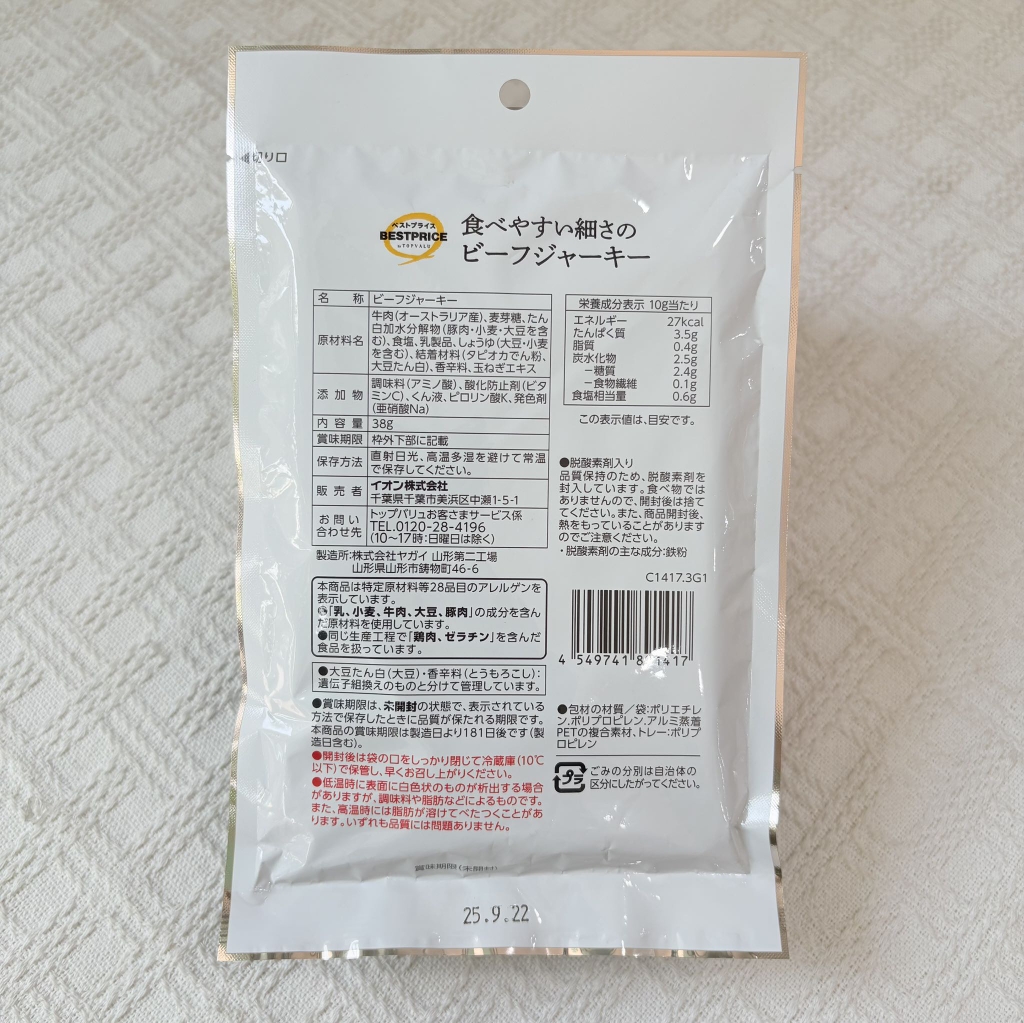 切り口
ベストプライス
BESTPRICE
by TOPVALU
食べやすい細さの
ビーフジャーキー
名称 ビーフジャーキー
原材料名 牛肉(オーストラリア産)、麦芽糖、たん
白加水分解物(豚肉・小麦・大豆を含
む)、食塩、乳製品、しょうゆ(大豆・小麦
を含む)、結着材料(タピオカでん粉、
大豆たん白)、香辛料、玉ねぎエキス
添加物 調味料(アミノ酸)、酸化防止剤(ビタ
ミンC)、くん液、ピロリン酸K、発色剤
(亜硝酸Na)
内容量 38g
賞味期限 枠外下部に記載
保存方法 直射日光、高温多湿を避けて常温
で保存してください。
販売者 イオン株式会社
千葉県千葉市美浜区中瀬1-5-1
お問い合わせ先 トップバリュお客さまサービス係
TEL.0120-28-4196
(10〜17時:日曜日は除く)
製造所:株式会社ヤガイ 山形第二工場
山形県山形市鋳物町46-6
本商品は特定原材料等28品目のアレルゲンを
表示しています。
●「乳、小麦、牛肉、大豆、豚肉」の成分を含ん
だ原材料を使用しています。
●同じ生産工程で「鶏肉、ゼラチン」を含んだ
食品を扱っています。
●大豆たん白(大豆)・香辛料(とうもろこし):
遺伝子組換えのものと分けて管理しています。
●賞味期限は、未開封の状態で、表示されている
方法で保存したときに品質が保たれる期限です。
本商品の賞味期限は製造日より181日後です(製
造日含む)。
●開封後は袋の口をしっかり閉じて冷蔵庫(10℃
以下)で保管し、早くお召し上がりください。
●低温時に表面に白色状のものが析出する場合
がありますが、調味料や脂肪などによるものです。
また、高温時には脂肪が溶けてべたつくことがあ
ります。いずれも品質には問題ありません。
栄養成分表示 10g当たり
エネルギー 27kcal
たんぱく質 3.5g
脂質 0.4g
炭水化物 2.5g
−糖質 2.4g
−食物繊維 0.1g
食塩相当量 0.6g
この表示値は、目安です。
●脱酸素剤入り
品質保持のため、脱酸素剤を
封入しています。食べ物では
ありませんので、開封後は捨て
てください。また、商品開封後、
熱をもっていることがあります
のでご注意ください。
・脱酸素剤の主な成分:鉄粉
C1417.3G1
4 549741 8 1417
●包材の材質/袋:ポリエチレ
ン.ポリプロピレン.アルミ蒸着
PETの複合素材、トレー:ポリプ
ロピレン
プラ
ごみの分別は自治体の
区分にしたがってください。
賞味期限(未開封)
25.9.22